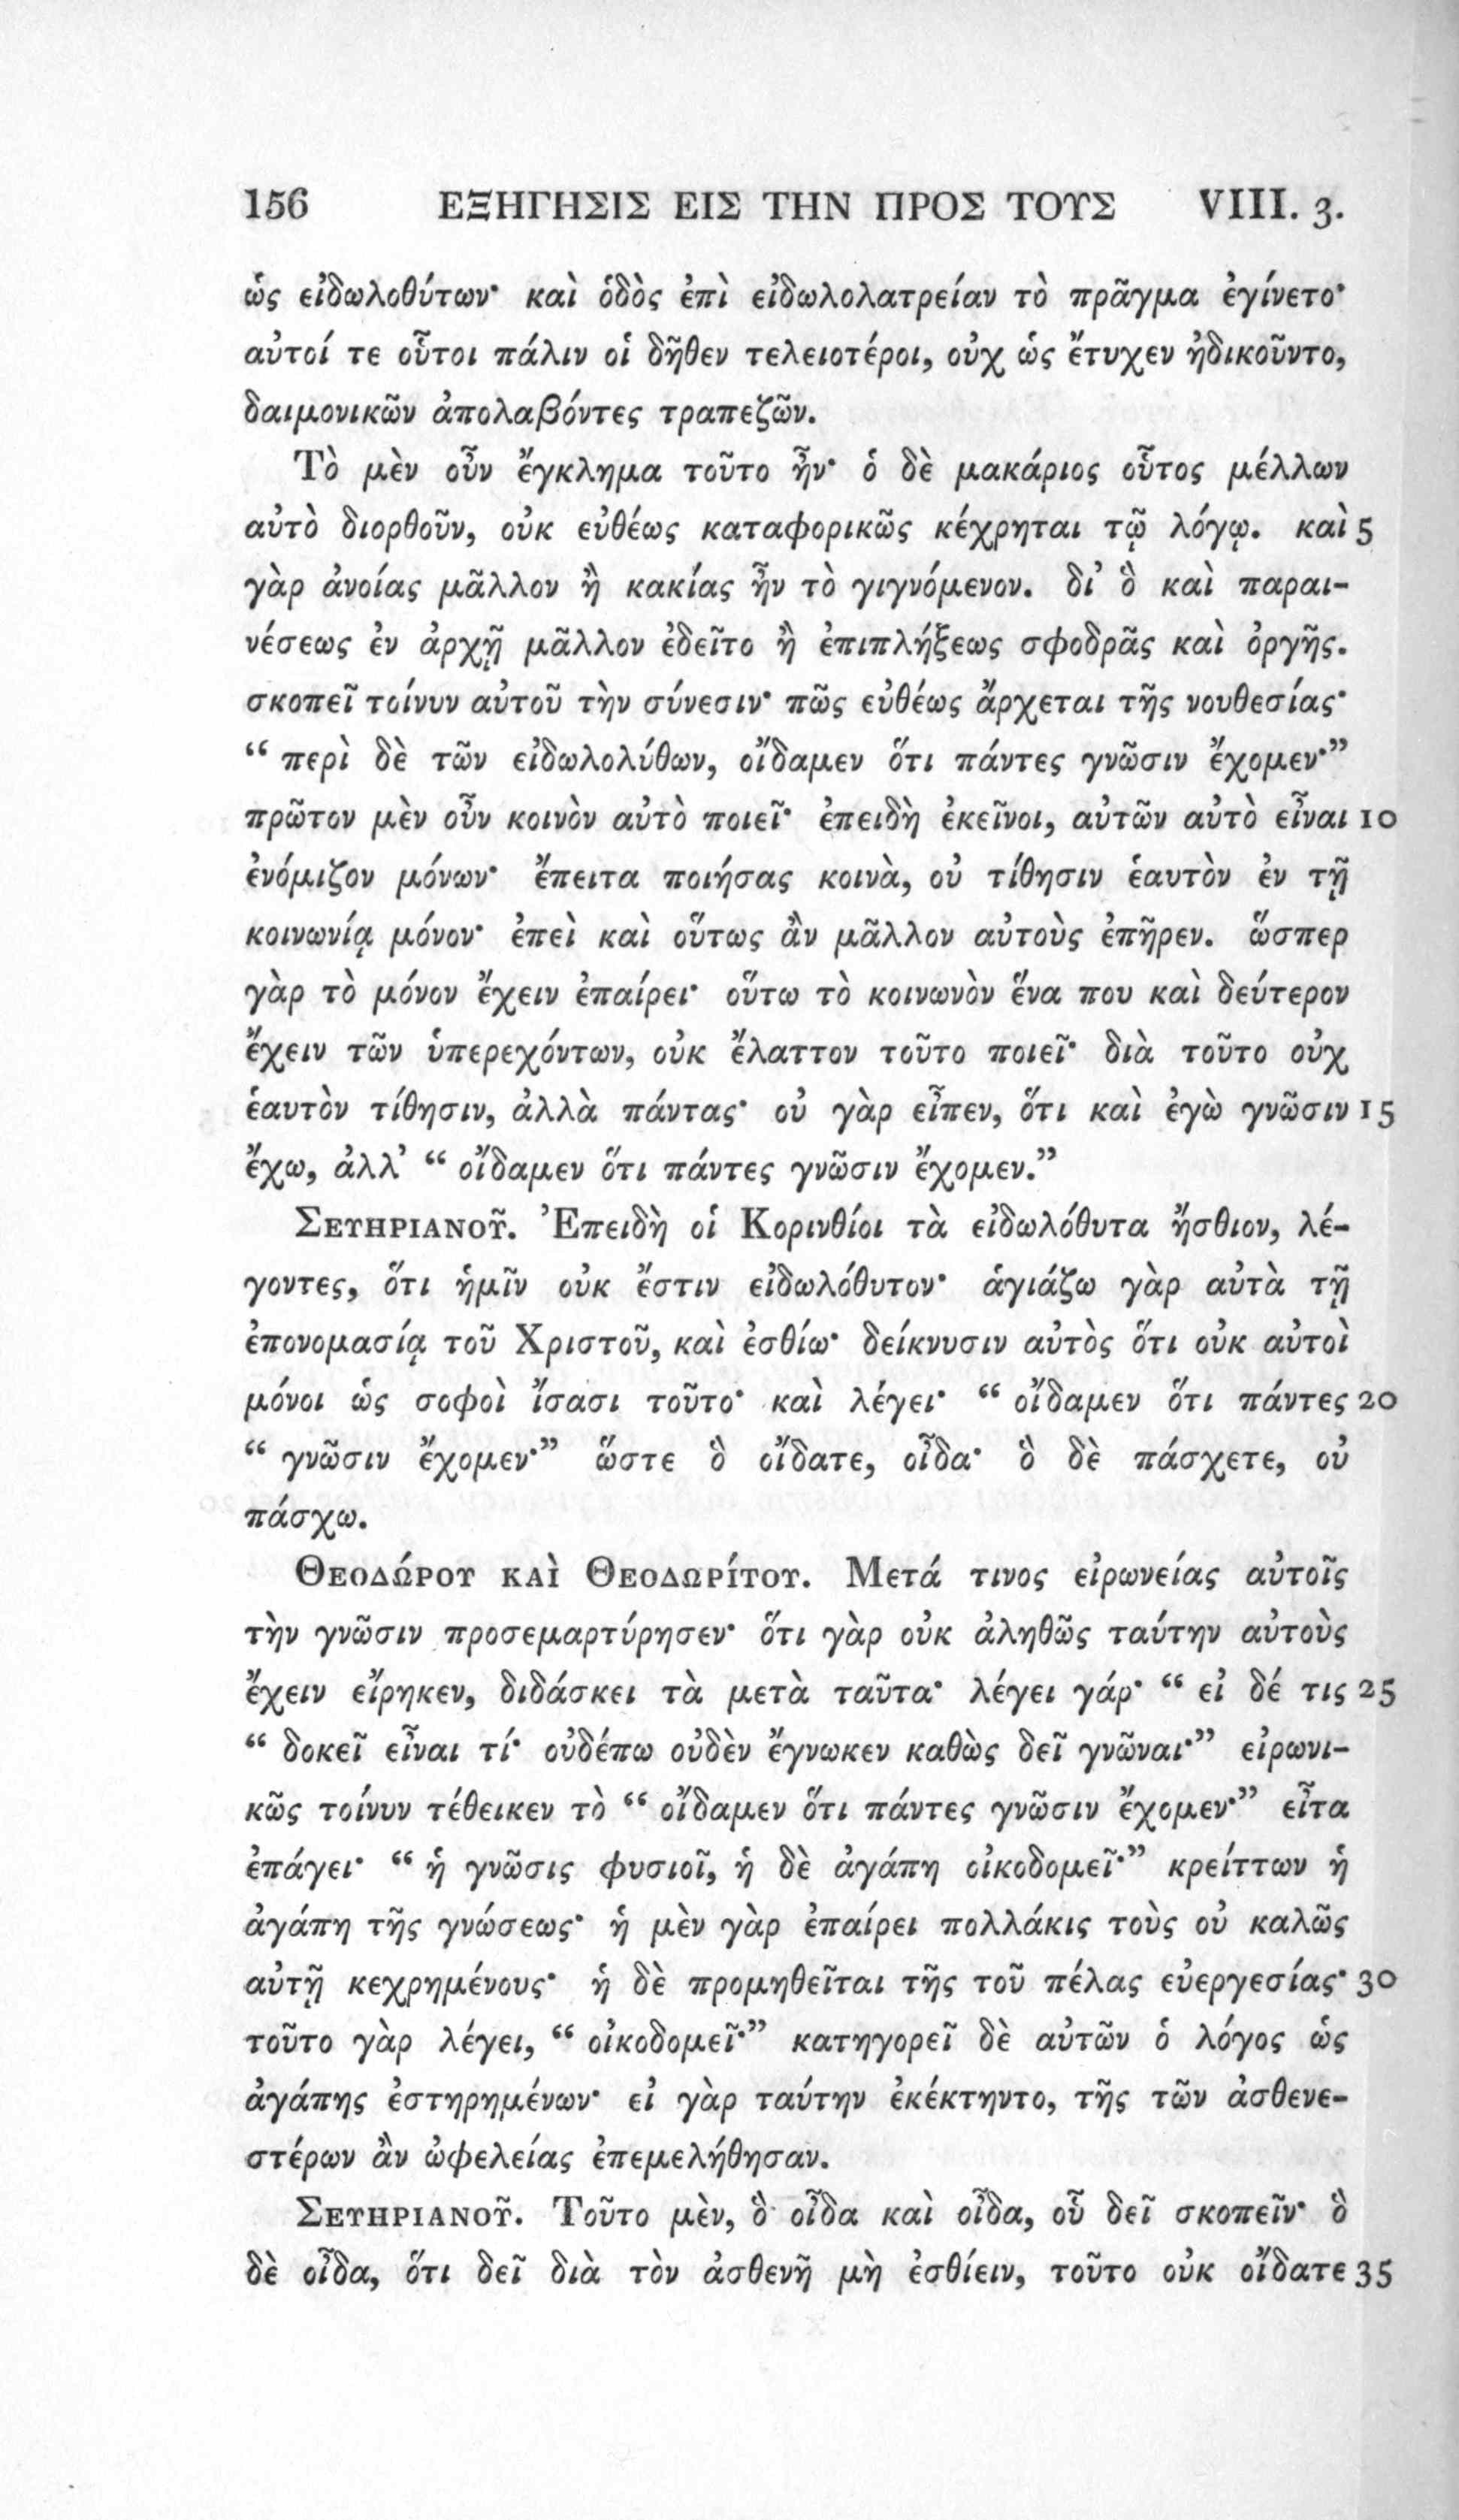 156 ΕΞΗΓΗΣΙΣ ΕΙΣ ΤΗΝ ΠΡΟΣ ΤΟΥΣ VIII. 3.
ὡς εἰδωλοθύτων· καὶ ὁδὸς ἐπὶ εἰδωλολατρείαν τὸ πρᾶγμα ἐγίνετο·
αὐτοί τε οὗτοι πάλιν οἱ δῆθεν τελειοτέροι, οὐχ ὡς ἔτυχεν ἠδικοῦντο,
δαιμονικῶν ἀπολαβόντες τραπεζῶν.
Τὸ μὲν οὖν ἔγκλημα τοῦτο ἦν· ὁ δὲ μακάριος οὗτος μέλλων
αὐτὸ διορθοῦν, οὐκ εὐθέως καταφορικῶς κέχρηται τῷ λόγῳ. καὶ 5
γὰρ ἀνοίας μᾶλλον ἢ κακίας ἦν τὸ γιγνόμενον. δι’ ὃ καὶ παραι-
νέσεως ἐν ἀρχῇ μᾶλλον ἐδεῖτο ἢ ἐπιπλήξεως σφοδρᾶς καὶ ὀργῆς.
σκοπεῖ τοίνυν αὐτοῦ τὴν σύνεσιν· πῶς εὐθέως ἄρχεται τῆς νουθεσίας·
“ περὶ δὲ τῶν εἰδωλολύθων, οἴδαμεν ὅτι πάντες γνῶσιν ἔχομεν·”
πρῶτον μὲν οὖν κοινὸν αὐτὸ ποιεῖ· ἐπειδὴ ἐκεῖνοι, αὐτῶν αὐτὸ εἶναι 10
ἐνόμιζον μόνων· ἔπειτα ποιήσας κοινὰ, οὐ τίθησιν ἑαυτὸν ἐν τῇ
κοινωνίᾳ μόνον· ἐπεὶ καὶ οὕτως ἂν μᾶλλον αὐτοὺς ἐπῆρεν. ὥσπερ
γὰρ τὸ μόνον ἔχειν ἐπαίρει· οὕτω τὸ κοινωνὸν ἕνα που καὶ δεύτερον
ἔχειν τῶν ὑπερεχόντων, οὐκ ἔλαττον τοῦτο ποιεῖ· διὰ τοῦτο οὐχ
ἑαυτὸν τίθησιν, ἀλλὰ πάντας· οὐ γὰρ εἶπεν, ὅτι καὶ ἐγὼ γνῶσιν 15
ἔχω, ἀλλ’ “ οἴδαμεν ὅτι πάντες γνῶσιν ἔχομεν.”
Σευηριανοῦ. Ἐπειδὴ οἱ Κορινθίοι τὰ εἰδωλόθυτα ἤσθιον, λέ-
γοντες, ὅτι ἡμῖν οὐκ ἔστιν εἰδωλόθυτον· ἁγιάζω γὰρ αὐτὰ τῇ
ἐπονομασίᾳ τοῦ Χριστοῦ, καὶ ἐσθίω· δείκνυσιν αὐτὸς ὅτι οὐκ αὐτοὶ
μόνοι ὡς σοφοὶ ἴσασι τοῦτο· καὶ λέγει· “ οἴδαμεν ὅτι πάντες 20
“ γνῶσιν ἔχομεν·” ὥστε ὃ οἴδατε, οἶδα· ὃ δὲ πάσχετε, οὐ
πάσχω.
Θεοδώρου καὶ Θεοδωρίτου. Μετά τινος εἰρωνείας αὐτοῖς
τὴν γνῶσιν προσεμαρτύρησεν· ὅτι γὰρ οὐκ ἀληθῶς ταύτην αὐτοὺς
ἔχειν εἴρηκεν, διδάσκει τὰ μετὰ ταῦτα· λέγει γάρ· “ εἰ δέ τις 25
“ δοκεῖ εἶναι τί· οὐδέπω οὐδὲν ἔγνωκεν καθὼς δεῖ γνῶναι·” εἰρωνι-
κῶς τοίνυν τέθεικεν τὸ “ οἴδαμεν ὅτι πάντες γνῶσιν ἔχομεν·” εἶτα
ἐπάγει· “ ἡ γνῶσις φυσιοῖ, ἡ δὲ ἀγάπη οἰκοδομεῖ·” κρείττων ἡ
ἀγάπη τῆς γνώσεως· ἡ μὲν γὰρ ἐπαίρει πολλάκις τοὺς οὐ καλῶς
αὐτῇ κεχρημένους· ἡ δὲ προμηθεῖται τῆς τοῦ πέλας εὐεργεσίας· 30
τοῦτο γὰρ λέγει, “ οἰκοδομεῖ·” κατηγορεῖ δὲ αὐτῶν ὁ λόγος ὡς
ἀγάπης ἐστηρημένων· εἰ γὰρ ταύτην ἐκέκτηντο, τῆς τῶν ἀσθενε-
στέρων ἂν ὠφελείας ἐπεμελήθησαν.
Σευηριανοῦ. Τοῦτο μὲν, ὃ οἶδα καὶ οἶδα, οὗ δεῖ σκοπεῖν· ὃ
δὲ οἶδα, ὅτι δεῖ διὰ τὸν ἀσθενῆ μὴ ἐσθίειν, τοῦτο οὐκ οἴδατε 35